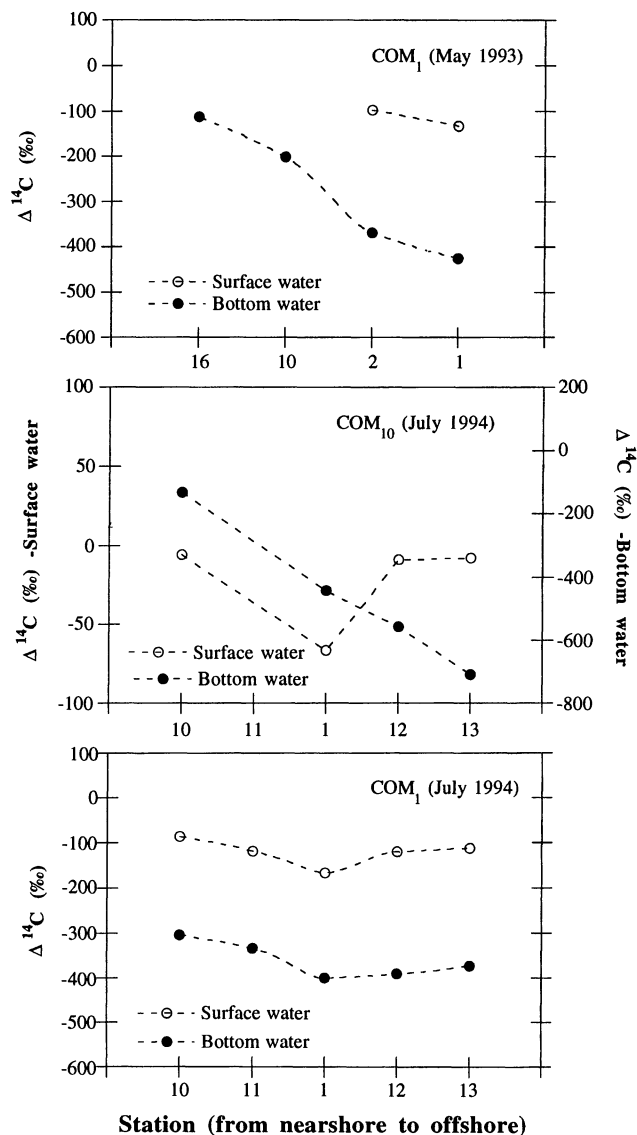 100
0
-100
-200
-300
-400
-500
-600
Δ ¹⁴C (‰)
COM₁ (May 1993)
Surface water
Bottom water
16 10 2 1
100
50
0
-50
-100
Δ ¹⁴C (‰) -Surface water
COM₁₀ (July 1994)
200
0
-200
-400
-600
-800
Δ ¹⁴C (‰) -Bottom water
Surface water
Bottom water
10 11 1 12 13
100
0
-100
-200
-300
-400
-500
-600
Δ ¹⁴C (‰)
COM₁ (July 1994)
Surface water
Bottom water
10 11 1 12 13
Station (from nearshore to offshore)